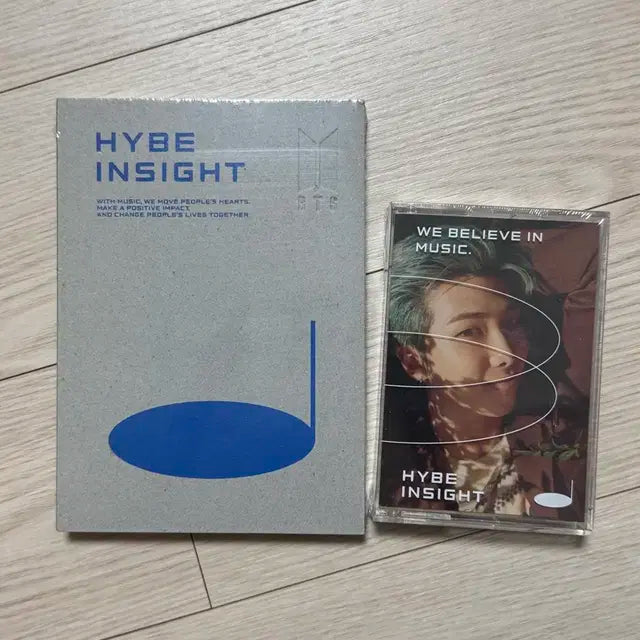 HYBE
INSIGHT
WITH MUSIC, WE MOVE PEOPLE'S HEARTS.
MAKE A POSITIVE IMPACT,
AND CHANGE PEOPLE'S LIVES TOGETHER
BTS
WE BELIEVE IN
MUSIC.
HYBE
INSIGHT